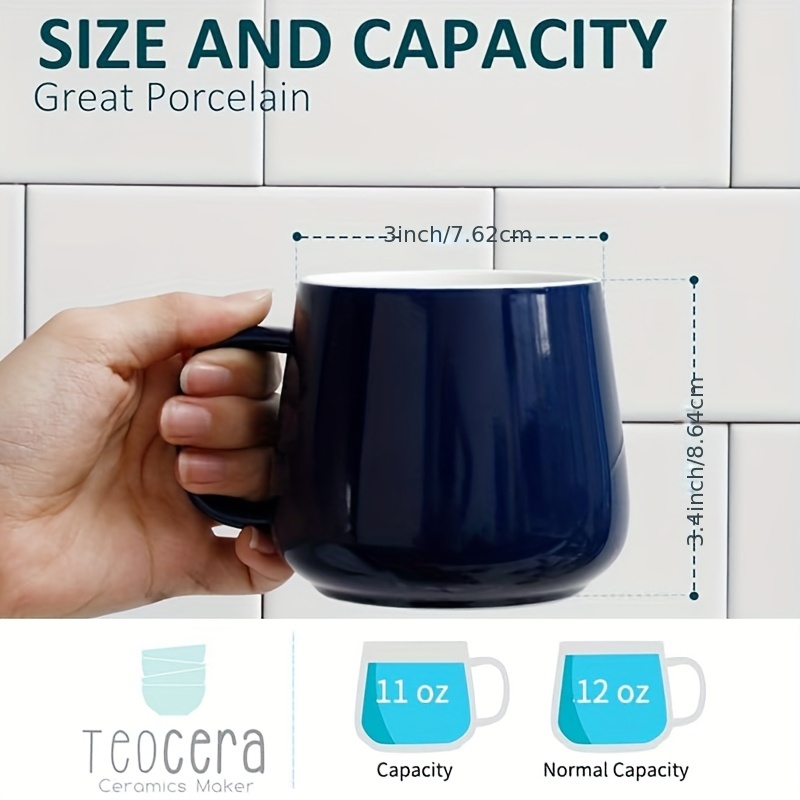 SIZE AND CAPACITY
Great Porcelain
3inch/7.62cm
3.4inch/8.64cm
11 oz
12 oz
Capacity
Normal Capacity
Teocera
Ceramics Maker